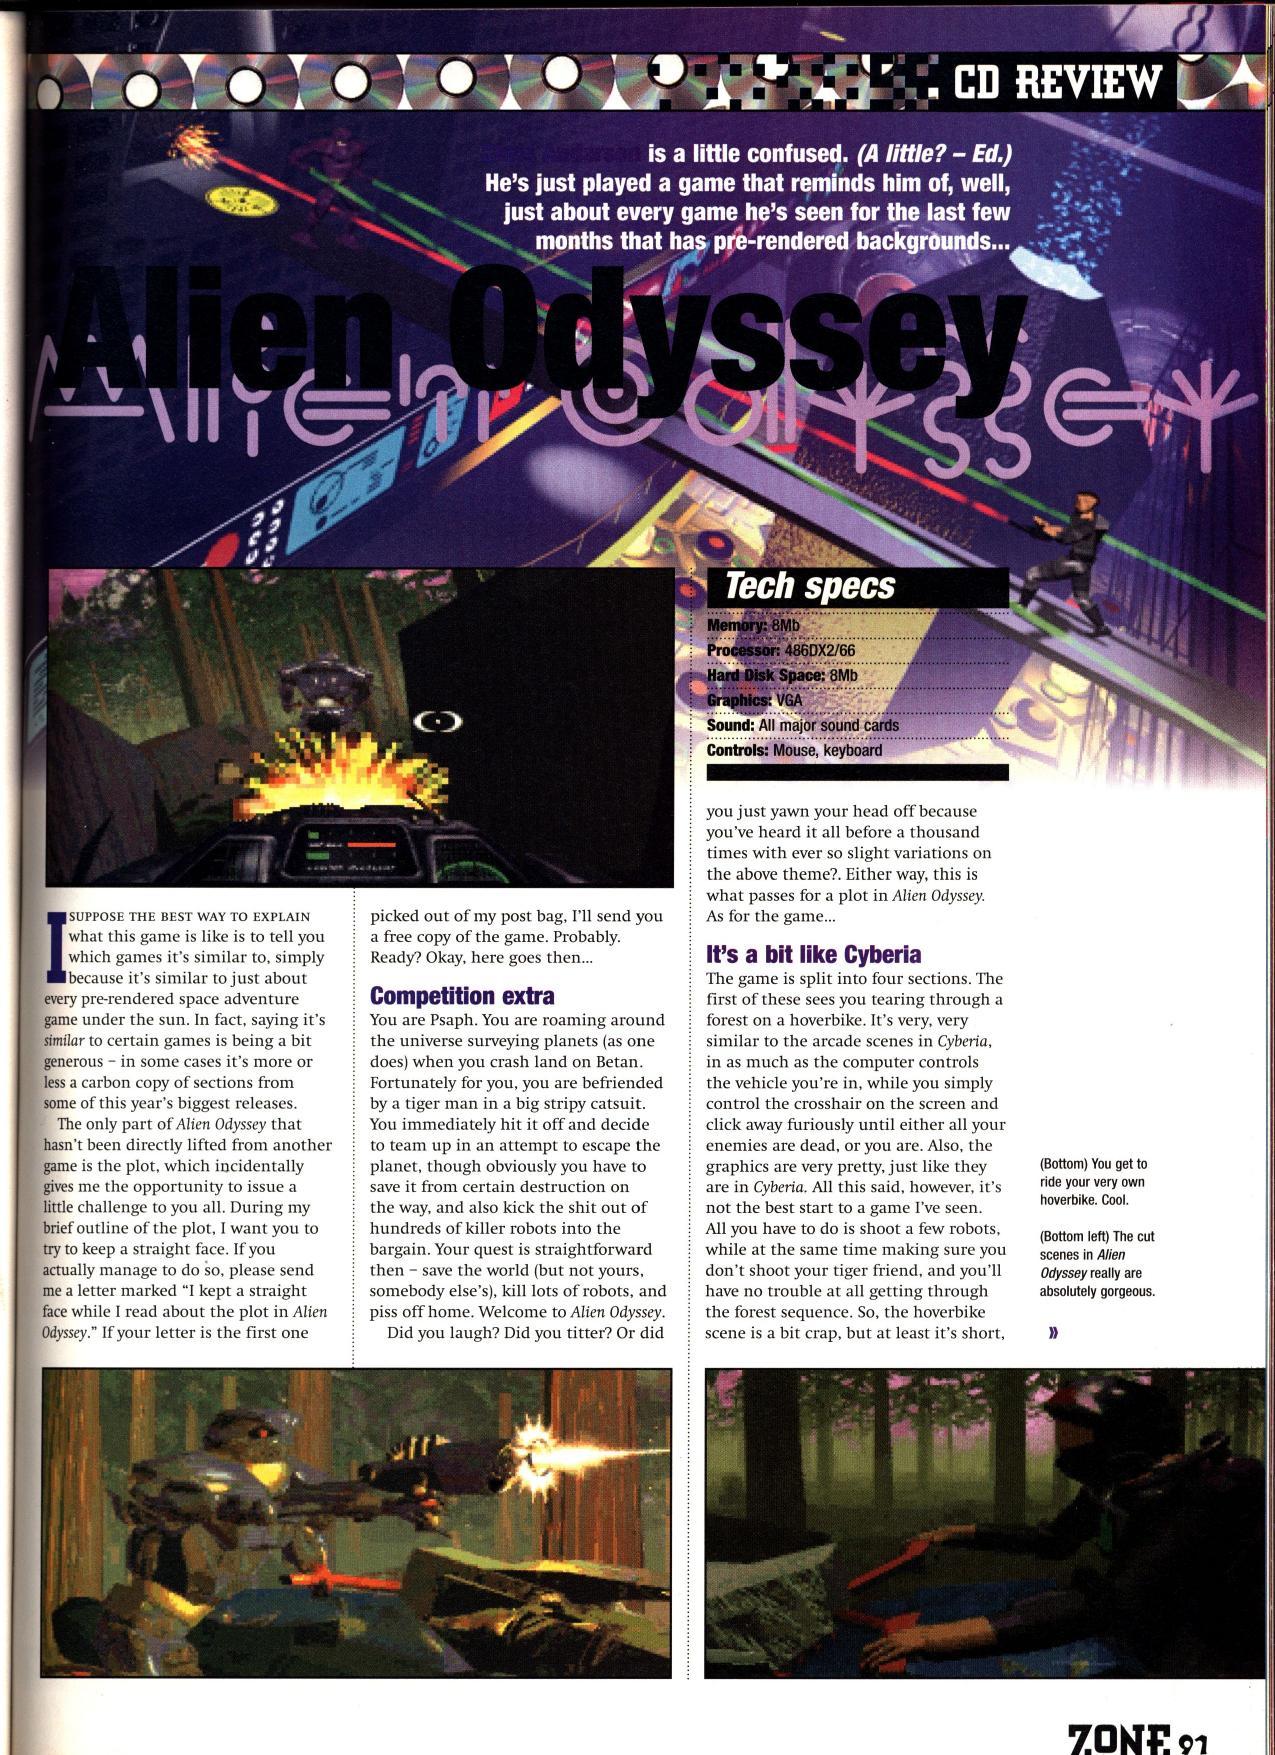 CD REVIEW
is a little confused. (A little? – Ed.)
He's just played a game that reminds him of, well,
just about every game he's seen for the last few
months that has pre-rendered backgrounds...
Alien Odyssey
Alien Odyssey
Tech specs
Memory: 8Mb
Processor: 486DX2/66
Hard Disk Space: 8Mb
Graphics: VGA
Sound: All major sound cards
Controls: Mouse, keyboard
I SUPPOSE THE BEST WAY TO EXPLAIN
what this game is like is to tell you
which games it's similar to, simply
because it's similar to just about
every pre-rendered space adventure
game under the sun. In fact, saying it's
similar to certain games is being a bit
generous – in some cases it's more or
less a carbon copy of sections from
some of this year's biggest releases.
The only part of Alien Odyssey that
hasn't been directly lifted from another
game is the plot, which incidentally
gives me the opportunity to issue a
little challenge to you all. During my
brief outline of the plot, I want you to
try to keep a straight face. If you
actually manage to do so, please send
me a letter marked “I kept a straight
face while I read about the plot in Alien
Odyssey.” If your letter is the first one
picked out of my post bag, I'll send you
a free copy of the game. Probably.
Ready? Okay, here goes then...
Competition extra
You are Psaph. You are roaming around
the universe surveying planets (as one
does) when you crash land on Betan.
Fortunately for you, you are befriended
by a tiger man in a big stripy catsuit.
You immediately hit it off and decide
to team up in an attempt to escape the
planet, though obviously you have to
save it from certain destruction on
the way, and also kick the shit out of
hundreds of killer robots into the
bargain. Your quest is straightforward
then – save the world (but not yours,
somebody else's), kill lots of robots, and
piss off home. Welcome to Alien Odyssey.
Did you laugh? Did you titter? Or did
you just yawn your head off because
you've heard it all before a thousand
times with ever so slight variations on
the above theme?. Either way, this is
what passes for a plot in Alien Odyssey.
As for the game...
It's a bit like Cyberia
The game is split into four sections. The
first of these sees you tearing through a
forest on a hoverbike. It's very, very
similar to the arcade scenes in Cyberia,
in as much as the computer controls
the vehicle you're in, while you simply
control the crosshair on the screen and
click away furiously until either all your
enemies are dead, or you are. Also, the
graphics are very pretty, just like they
are in Cyberia. All this said, however, it's
not the best start to a game I've seen.
All you have to do is shoot a few robots,
while at the same time making sure you
don't shoot your tiger friend, and you'll
have no trouble at all getting through
the forest sequence. So, the hoverbike
scene is a bit crap, but at least it's short,
(Bottom) You get to
ride your very own
hoverbike. Cool.
(Bottom left) The cut
scenes in Alien
Odyssey really are
absolutely gorgeous.
»
ZONE 91